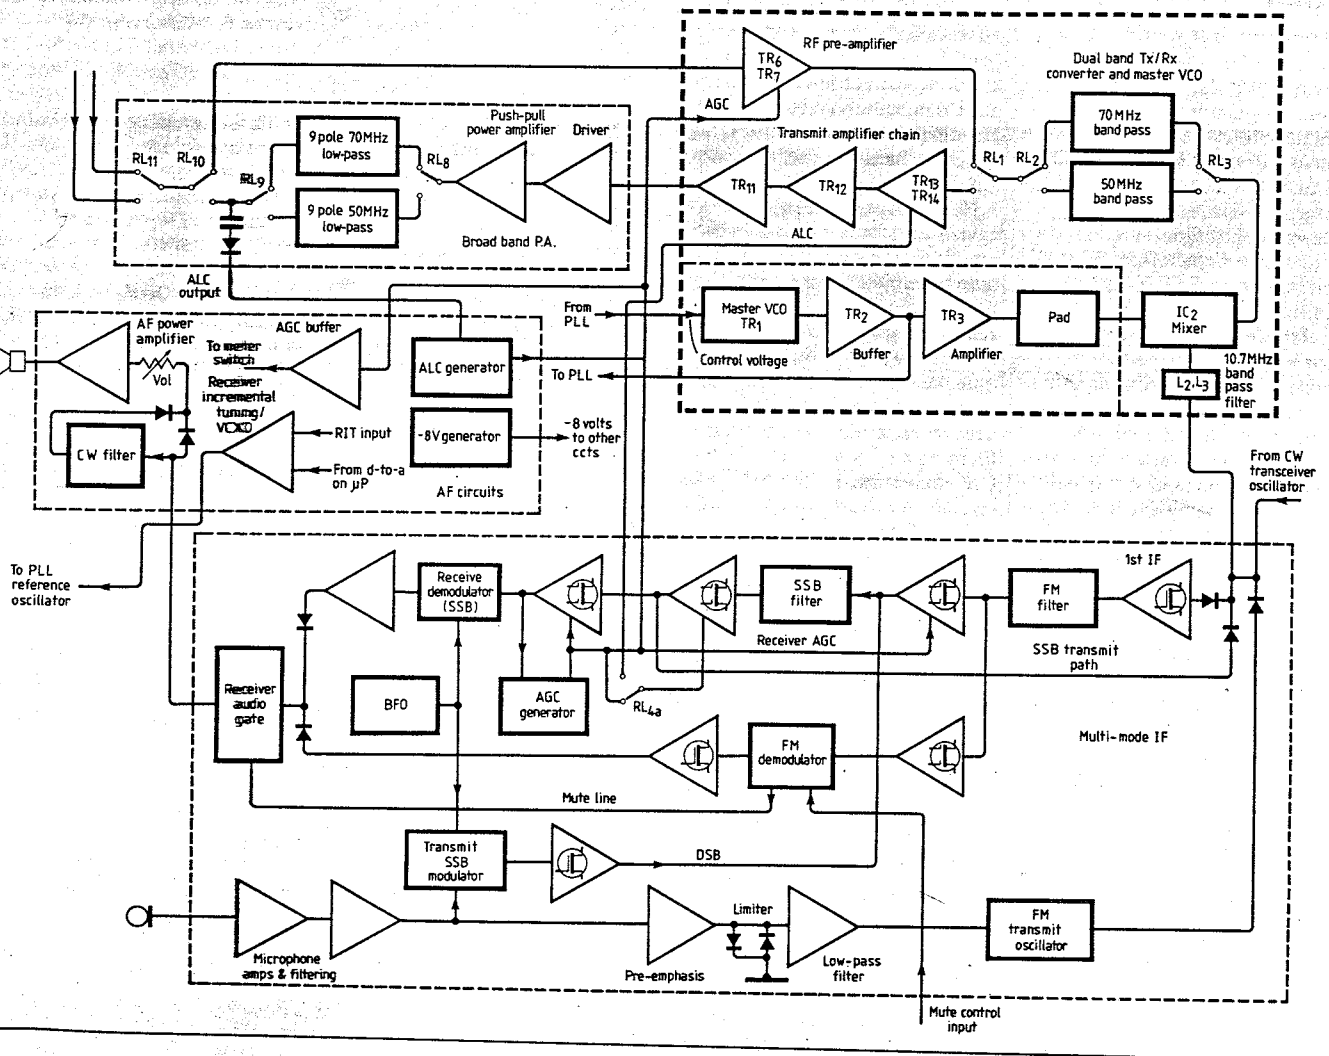 RF pre-amplifier
TR6
TR7
AGC
Dual band Tx/Rx
converter and master VCO
70MHz
band pass
50MHz
band pass
RL1
RL2
RL3
Transmit amplifier chain
TR11
TR12
TR13
TR14
ALC
Push-pull
power amplifier
Driver
9 pole 70MHz
low-pass
9 pole 50MHz
low-pass
RL11
RL10
RL9
RL8
Broad band P.A.
ALC
output
From
PLL
Master VCO
TR1
Control voltage
TR2
Buffer
TR3
Amplifier
Pad
IC2
Mixer
10.7MHz
band
pass
filter
L2,L3
To PLL
AF power
amplifier
Vol
AGC buffer
To meter
switch
Receiver
incremental
tuning/
VCXO
ALC generator
-8V generator
-8 volts
to other
ccts
RIT input
From d-to-a
on µP
CW filter
AF circuits
From CW
transceiver
oscillator
To PLL
reference
oscillator
1st IF
FM
filter
SSB
filter
Receive
demodulator
(SSB)
Receiver AGC
SSB transmit
path
AGC
generator
RL4a
BFO
Receiver
audio
gate
FM
demodulator
Multi-mode IF
Mute line
Transmit
SSB
modulator
DSB
Microphone
amps & filtering
Pre-emphasis
Limiter
Low-pass
filter
FM
transmit
oscillator
Mute control
input